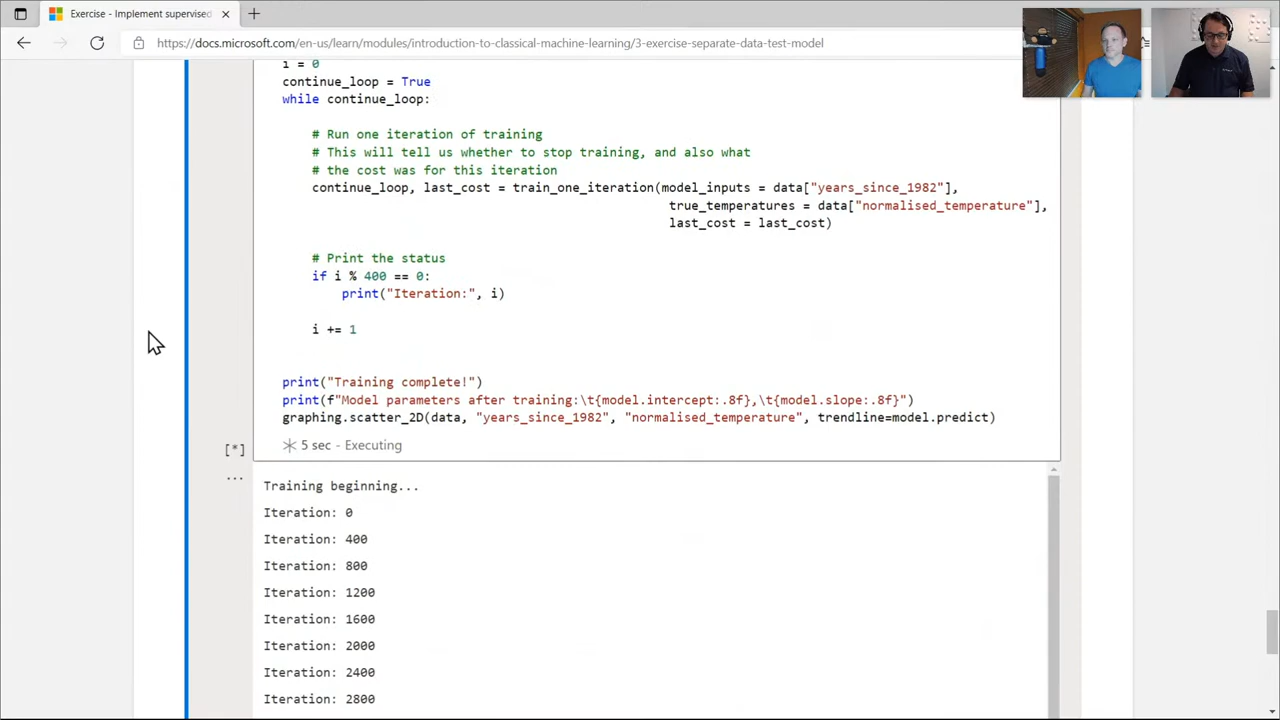 Exercise - Implement supervised
https://docs.microsoft.com/en-us/learn/modules/introduction-to-classical-machine-learning/3-exercise-separate-data-test-model
i = 0
continue_loop = True
while continue_loop:
# Run one iteration of training
# This will tell us whether to stop training, and also what
# the cost was for this iteration
continue_loop, last_cost = train_one_iteration(model_inputs = data["years_since_1982"],
true_temperatures = data["normalised_temperature"],
last_cost = last_cost)
# Print the status
if i % 400 == 0:
print("Iteration:", i)
i += 1
print("Training complete!")
print(f"Model parameters after training:\t{model.intercept:.8f},\t{model.slope:.8f}")
graphing.scatter_2D(data, "years_since_1982", "normalised_temperature", trendline=model.predict)
[*]
5 sec - Executing
...
Training beginning...
Iteration: 0
Iteration: 400
Iteration: 800
Iteration: 1200
Iteration: 1600
Iteration: 2000
Iteration: 2400
Iteration: 2800